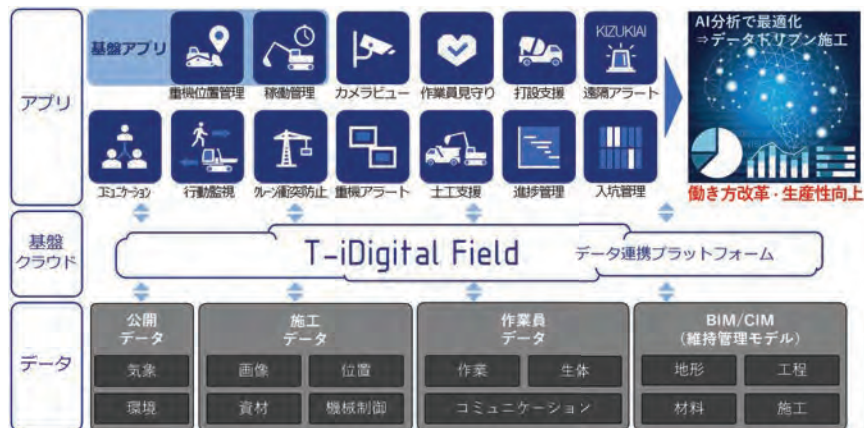 アプリ
基盤アプリ
重機位置管理
稼働管理
カメラビュー
作業員見守り
打設支援
KIZUKIAI
遠隔アラート
コミュニケーション
行動監視
クレーン衝突防止
重機アラート
土工支援
進捗管理
入坑管理
AI分析で最適化
⇒データドリブン施工
働き方改革・生産性向上
基盤
クラウド
T-iDigital Field
データ連携プラットフォーム
データ
公開
データ
気象
環境
施工
データ
画像
位置
資材
機械制御
作業員
データ
作業
生体
コミュニケーション
BIM/CIM
(維持管理モデル)
地形
工程
材料
施工